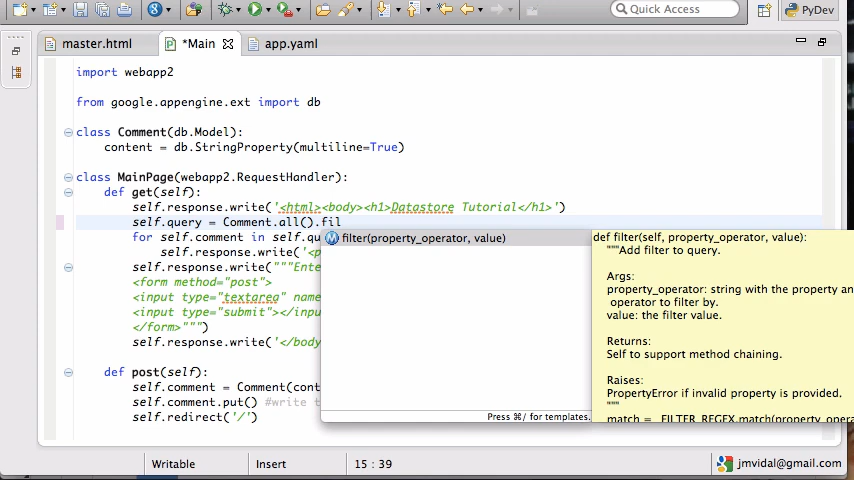 Quick Access
PyDev
master.html
*Main
app.yaml
import webapp2
from google.appengine.ext import db
class Comment(db.Model):
content = db.StringProperty(multiline=True)
class MainPage(webapp2.RequestHandler):
def get(self):
self.response.write('<html><body><h1>Datastore Tutorial</h1>')
self.query = Comment.all().fil
for self.comment in self.qu
self.response.write('<p
self.response.write("""Ente
<form method="post">
<input type="textarea" name
<input type="submit"></inpu
</form>""")
self.response.write('</body
def post(self):
self.comment = Comment(cont
self.comment.put() #write t
self.redirect('/')
filter(property_operator, value)
Press ⌘/ for templates.
def filter(self, property_operator, value):
"""Add filter to query.
Args:
property_operator: string with the property an
operator to filter by.
value: the filter value.
Returns:
Self to support method chaining.
Raises:
PropertyError if invalid property is provided.
"""
match = _FILTER_REGEX.match(property_opera
Writable
Insert
15 : 39
jmvidal@gmail.com